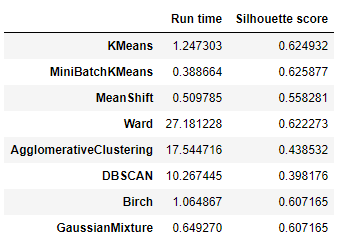 Run time Silhouette score
KMeans 1.247303 0.624932
MiniBatchKMeans 0.388664 0.625877
MeanShift 0.509785 0.558281
Ward 27.181228 0.622273
AgglomerativeClustering 17.544716 0.438532
DBSCAN 10.267445 0.398176
Birch 1.064867 0.607165
GaussianMixture 0.649270 0.607165